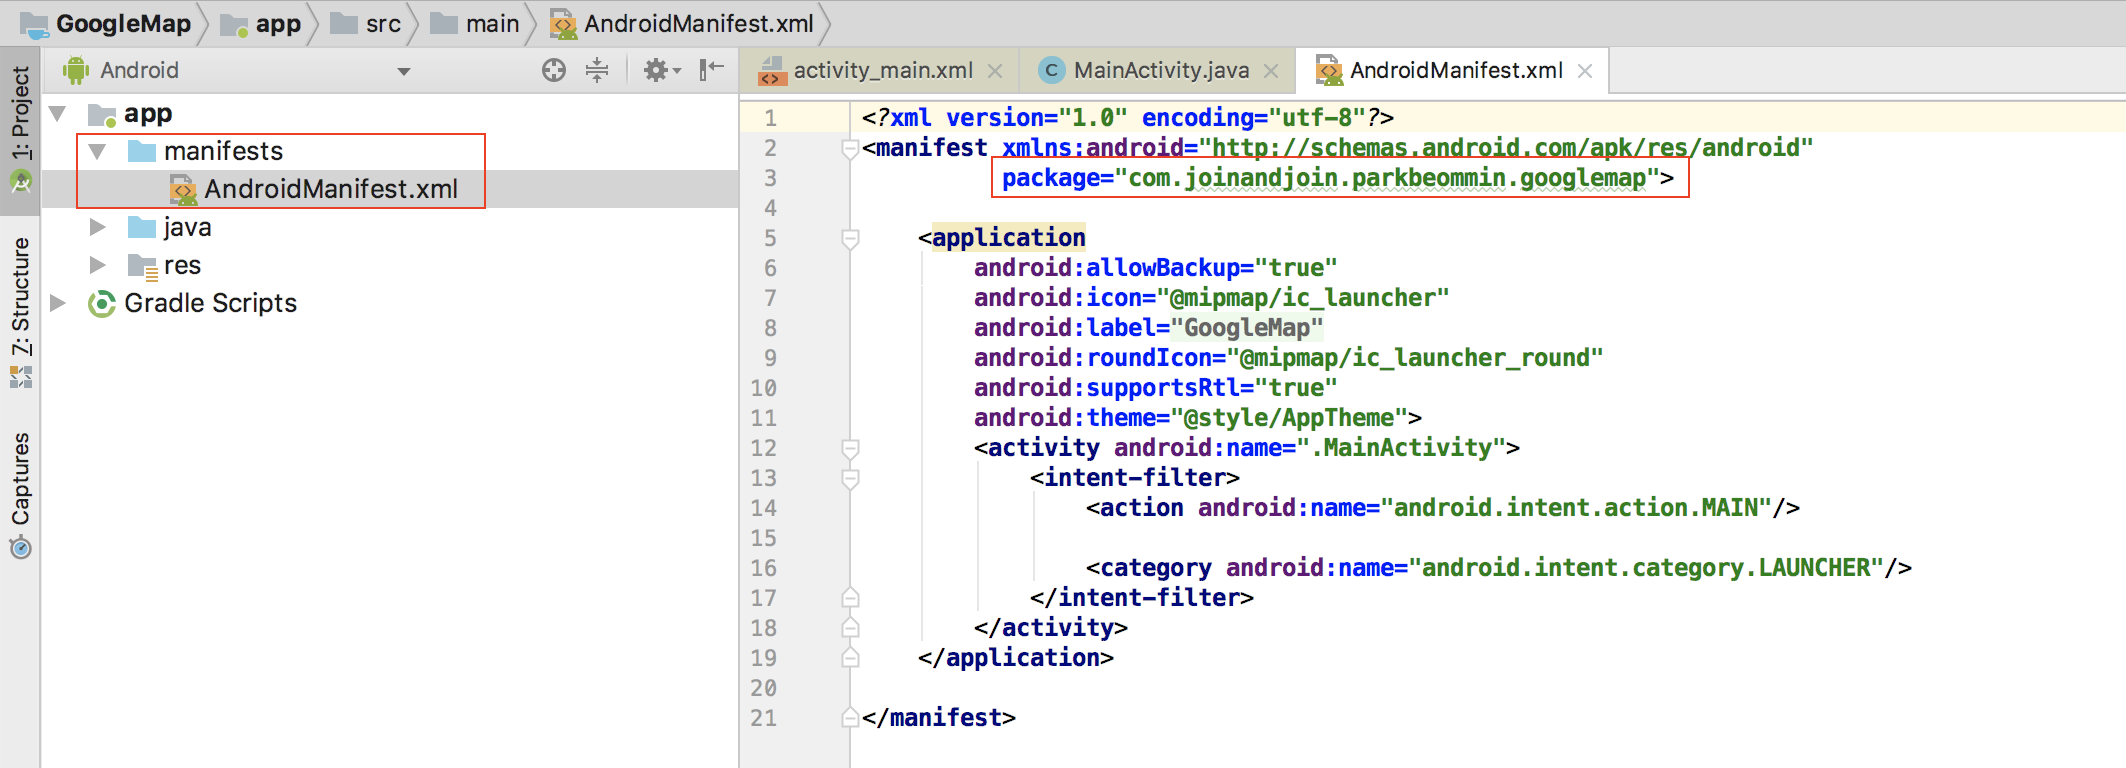 GoogleMap app src main AndroidManifest.xml
Android
activity_main.xml MainActivity.java AndroidManifest.xml
1: Project
7: Structure
Captures
app
manifests
AndroidManifest.xml
java
res
Gradle Scripts
1 <?xml version="1.0" encoding="utf-8"?>
2 <manifest xmlns:android="http://schemas.android.com/apk/res/android"
3 package="com.joinandjoin.parkbeommin.googlemap">
4
5 <application
6 android:allowBackup="true"
7 android:icon="@mipmap/ic_launcher"
8 android:label="GoogleMap"
9 android:roundIcon="@mipmap/ic_launcher_round"
10 android:supportsRtl="true"
11 android:theme="@style/AppTheme">
12 <activity android:name=".MainActivity">
13 <intent-filter>
14 <action android:name="android.intent.action.MAIN"/>
15
16 <category android:name="android.intent.category.LAUNCHER"/>
17 </intent-filter>
18 </activity>
19 </application>
20
21 </manifest>